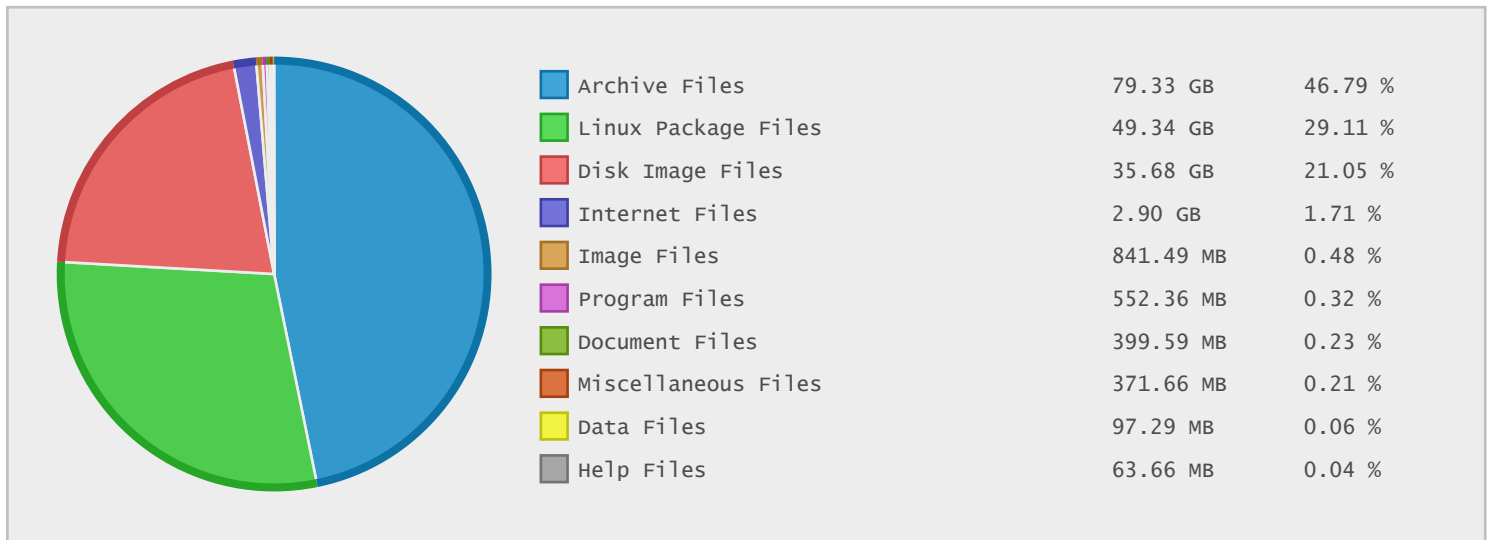 Archive Files 79.33 GB 46.79 %
Linux Package Files 49.34 GB 29.11 %
Disk Image Files 35.68 GB 21.05 %
Internet Files 2.90 GB 1.71 %
Image Files 841.49 MB 0.48 %
Program Files 552.36 MB 0.32 %
Document Files 399.59 MB 0.23 %
Miscellaneous Files 371.66 MB 0.21 %
Data Files 97.29 MB 0.06 %
Help Files 63.66 MB 0.04 %